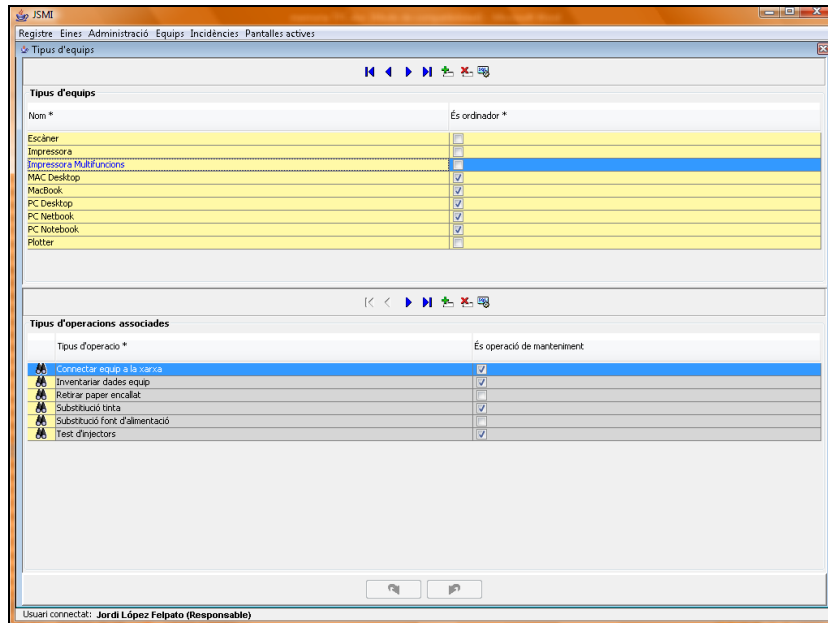 JSMI
Registre Eines Administració Equips Incidències Pantalles actives
Tipus d'equips
Tipus d'equips
Nom * És ordinador *
Escàner
Impressora
Impressora Multifuncions
MAC Desktop
MacBook
PC Desktop
PC Netbook
PC Notebook
Plotter
Tipus d'operacions associades
Tipus d'operacio * És operació de manteniment
Connectar equip a la xarxa
Inventariar dades equip
Retirar paper encallat
Substitiució tinta
Substitució font d'alimentació
Test d'injectors
Usuari connectat: Jordi López Felpato (Responsable)